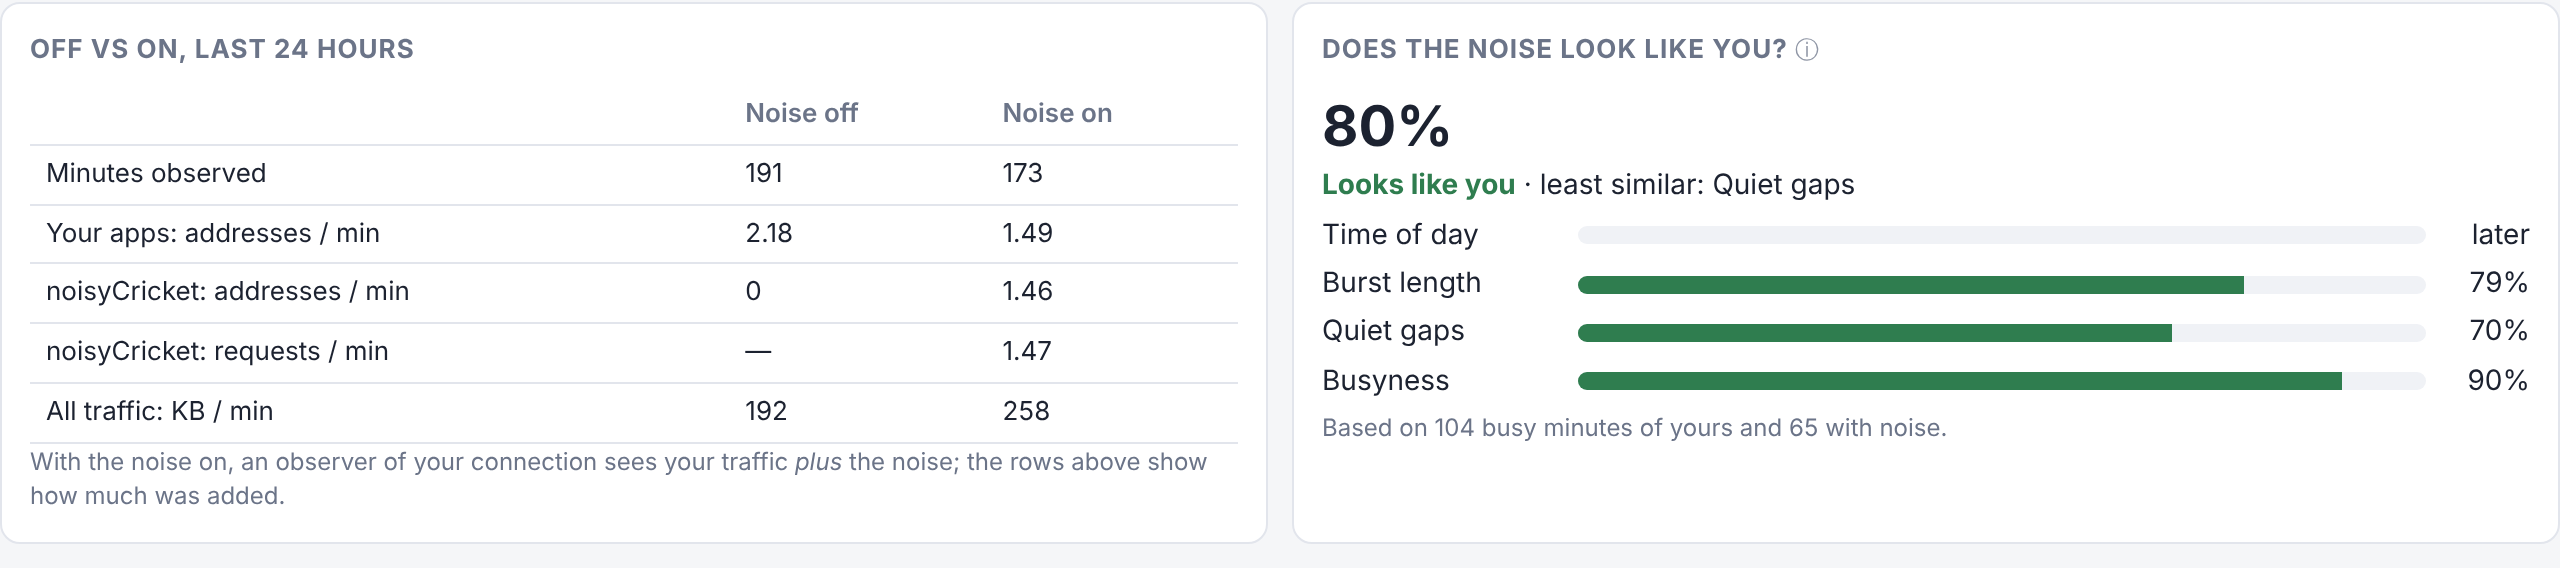 OFF VS ON, LAST 24 HOURS
Noise off Noise on
Minutes observed 191 173
Your apps: addresses / min 2.18 1.49
noisyCricket: addresses / min 0 1.46
noisyCricket: requests / min — 1.47
All traffic: KB / min 192 258
With the noise on, an observer of your connection sees your traffic plus the noise; the rows above show
how much was added.
DOES THE NOISE LOOK LIKE YOU? ⓘ
80%
Looks like you · least similar: Quiet gaps
Time of day later
Burst length 79%
Quiet gaps 70%
Busyness 90%
Based on 104 busy minutes of yours and 65 with noise.